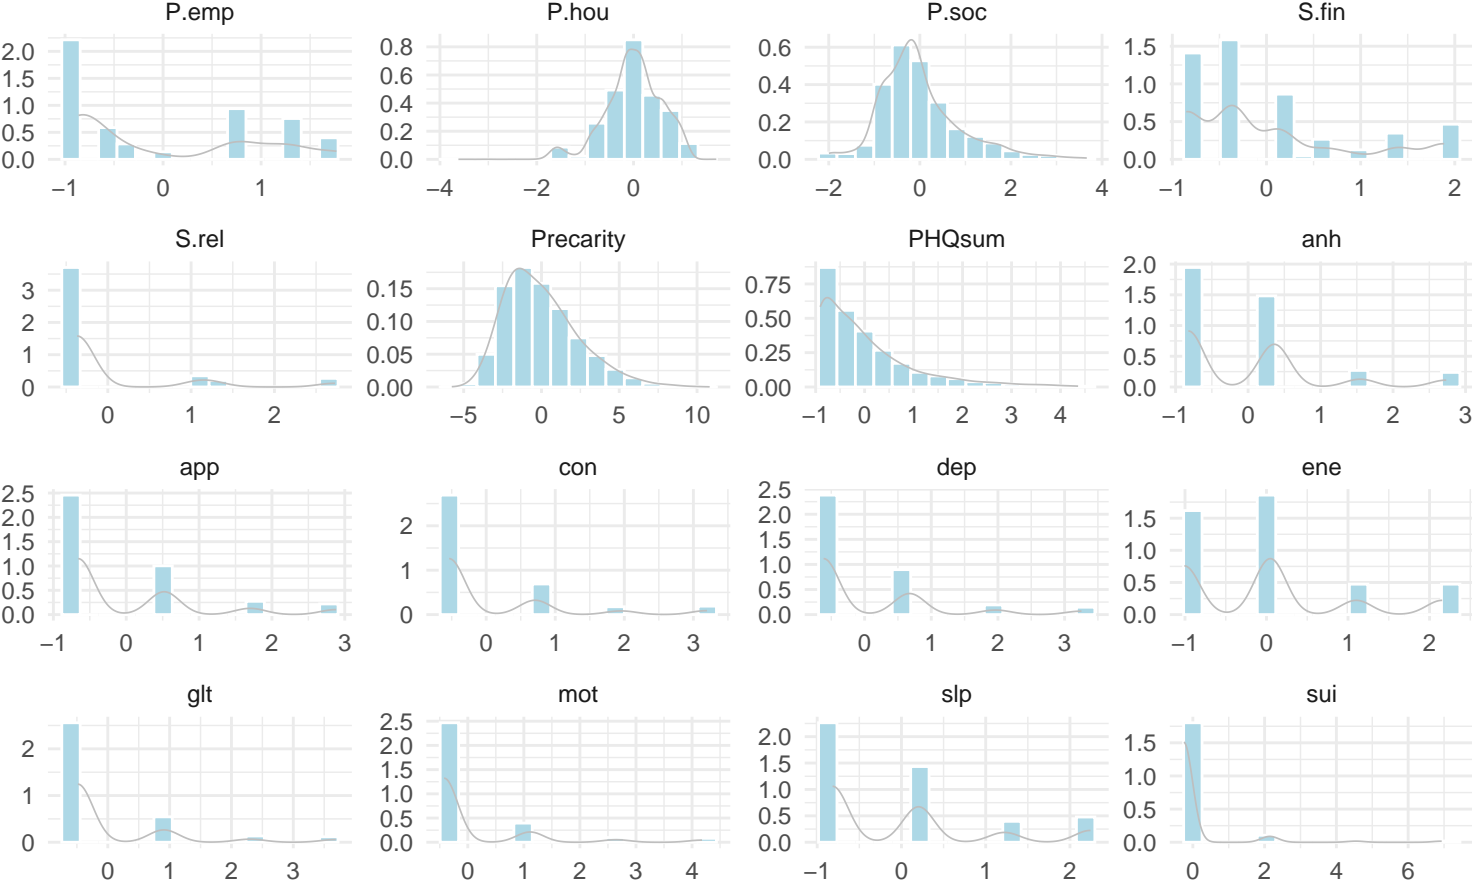 P.emp P.hou P.soc S.fin
2.0 1.5 1.0 0.5 0.0
−1 0 1
0.8 0.6 0.4 0.2 0.0
−4 −2 0
0.6 0.4 0.2 0.0
−2 0 2 4
1.5 1.0 0.5 0.0
−1 0 1 2
S.rel Precarity PHQsum anh
3 2 1 0
0 1 2
0.15 0.10 0.05 0.00
−5 0 5 10
0.75 0.50 0.25 0.00
−1 0 1 2 3 4
2.0 1.5 1.0 0.5 0.0
−1 0 1 2 3
app con dep ene
2.5 2.0 1.5 1.0 0.5 0.0
−1 0 1 2 3
2 1 0
0 1 2 3
2.5 2.0 1.5 1.0 0.5 0.0
0 1 2 3
1.5 1.0 0.5 0.0
−1 0 1 2
glt mot slp sui
2 1 0
0 1 2 3
2.5 2.0 1.5 1.0 0.5 0.0
0 1 2 3 4
2.0 1.5 1.0 0.5 0.0
−1 0 1 2
1.5 1.0 0.5 0.0
0 2 4 6